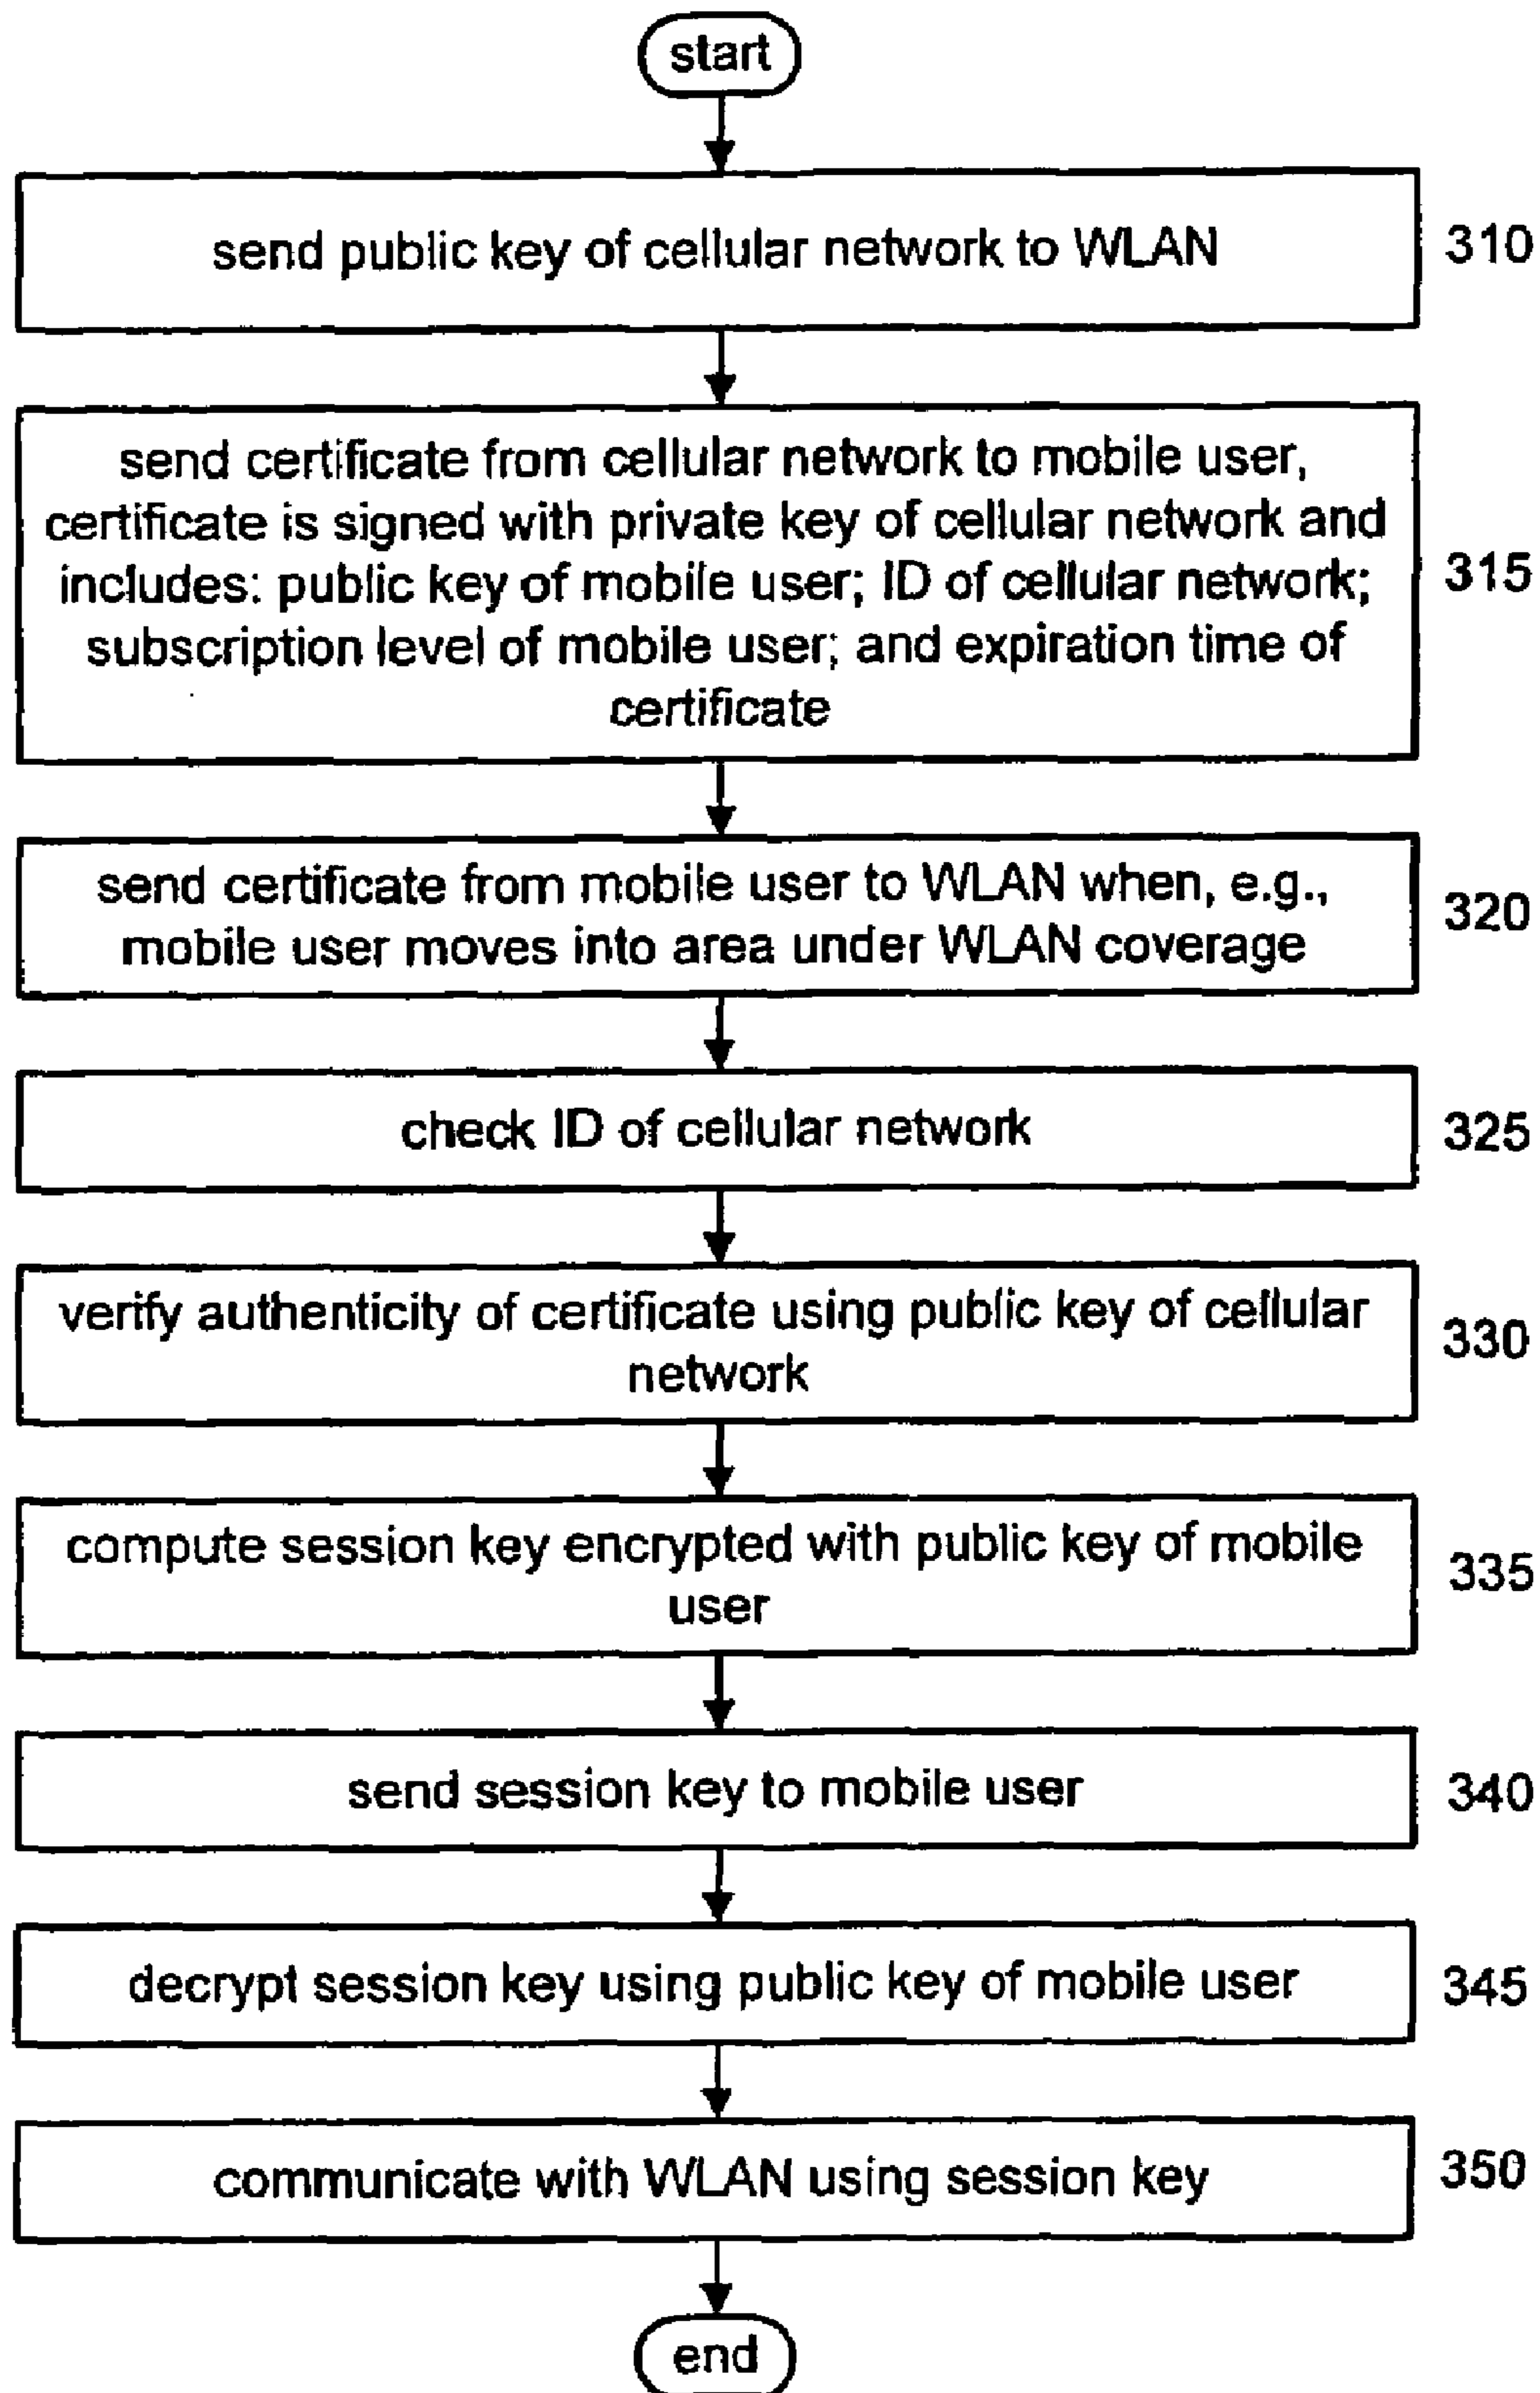 start
send public key of cellular network to WLAN
310
send certificate from cellular network to mobile user,
certificate is signed with private key of cellular network and
includes: public key of mobile user; ID of cellular network;
subscription level of mobile user; and expiration time of
certificate
315
send certificate from mobile user to WLAN when, e.g.,
mobile user moves into area under WLAN coverage
320
check ID of cellular network
325
verify authenticity of certificate using public key of cellular
network
330
compute session key encrypted with public key of mobile
user
335
send session key to mobile user
340
decrypt session key using public key of mobile user
345
communicate with WLAN using session key
350
end